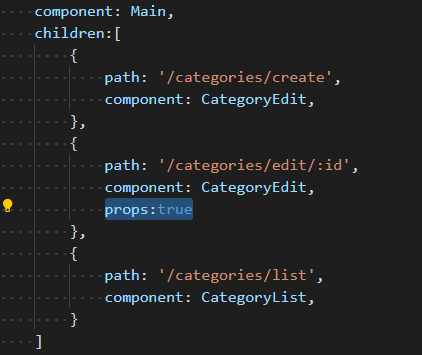 component: Main,
children:[
{
path: '/categories/create',
component: CategoryEdit,
},
{
path: '/categories/edit/:id',
component: CategoryEdit,
props:true
},
{
path: '/categories/list',
component: CategoryList,
}
]